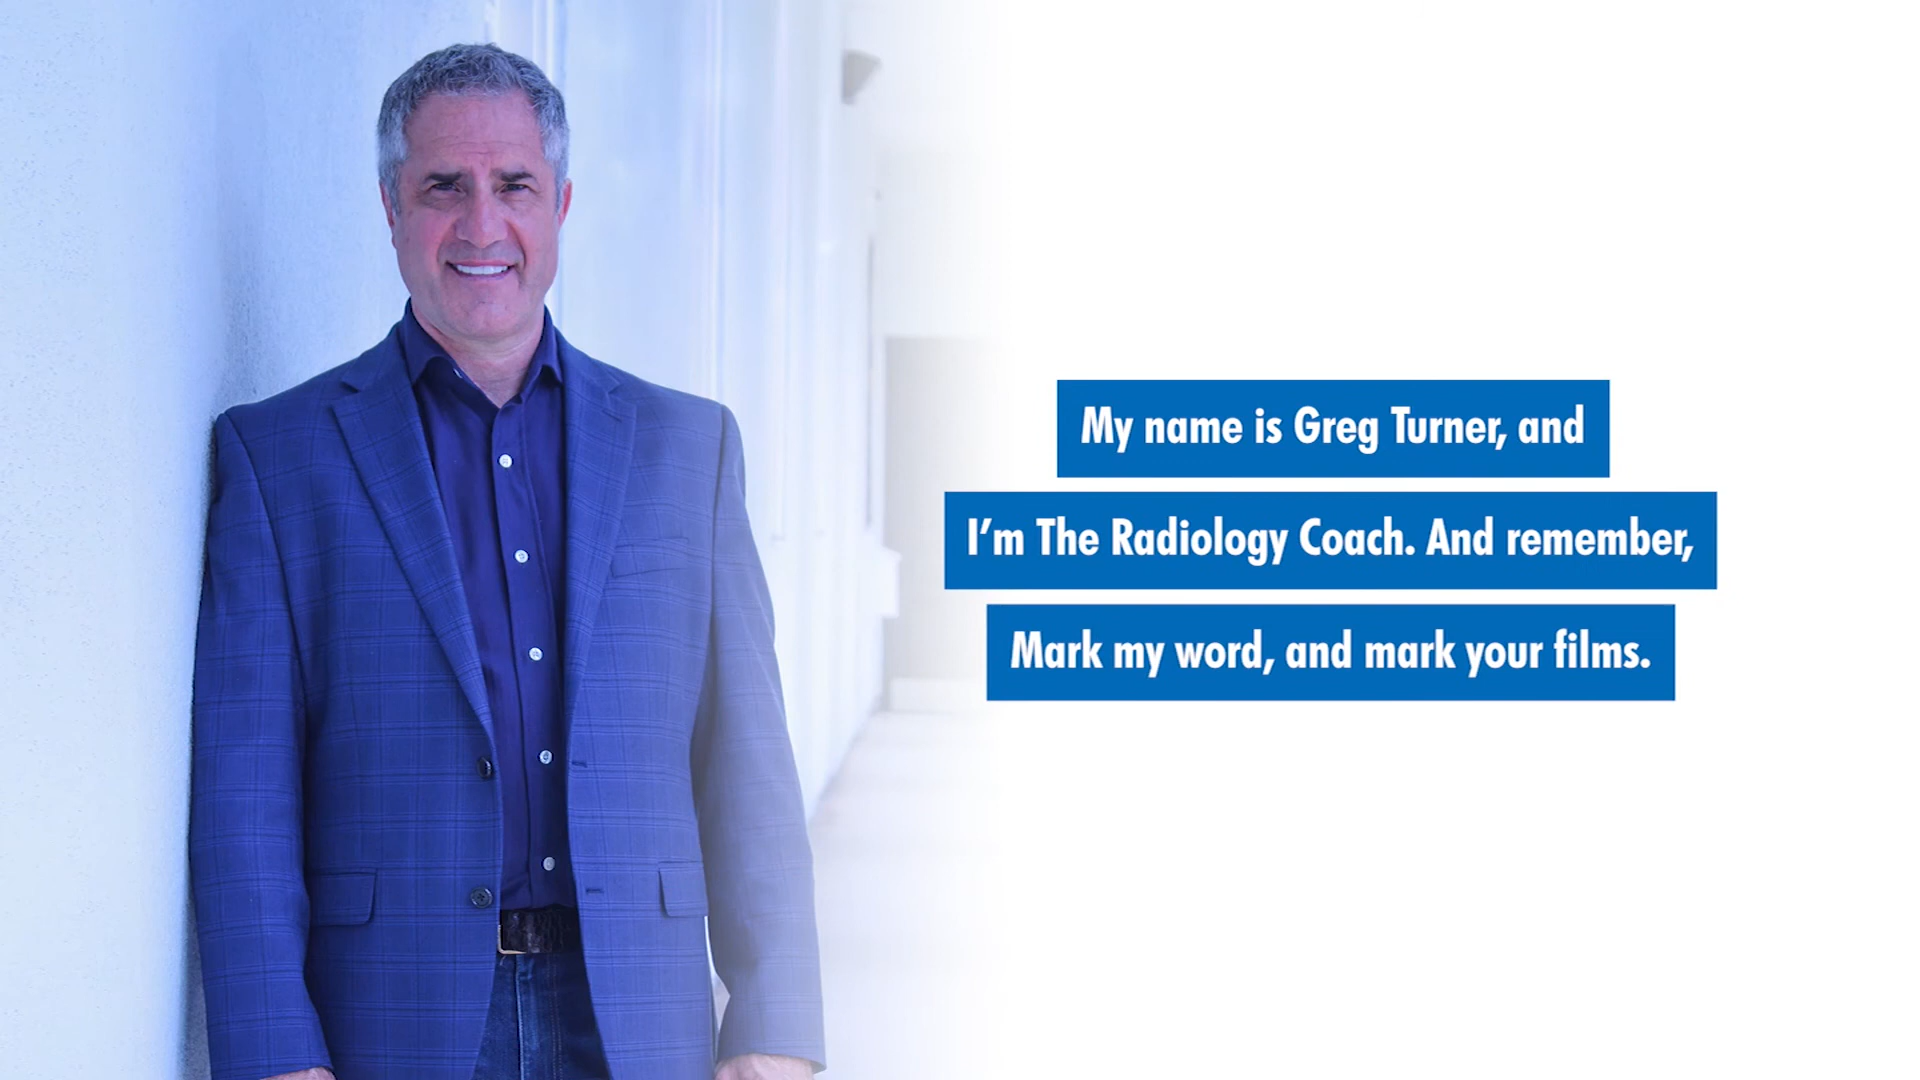 My name is Greg Turner, and
I’m The Radiology Coach. And remember,
Mark my word, and mark your films.